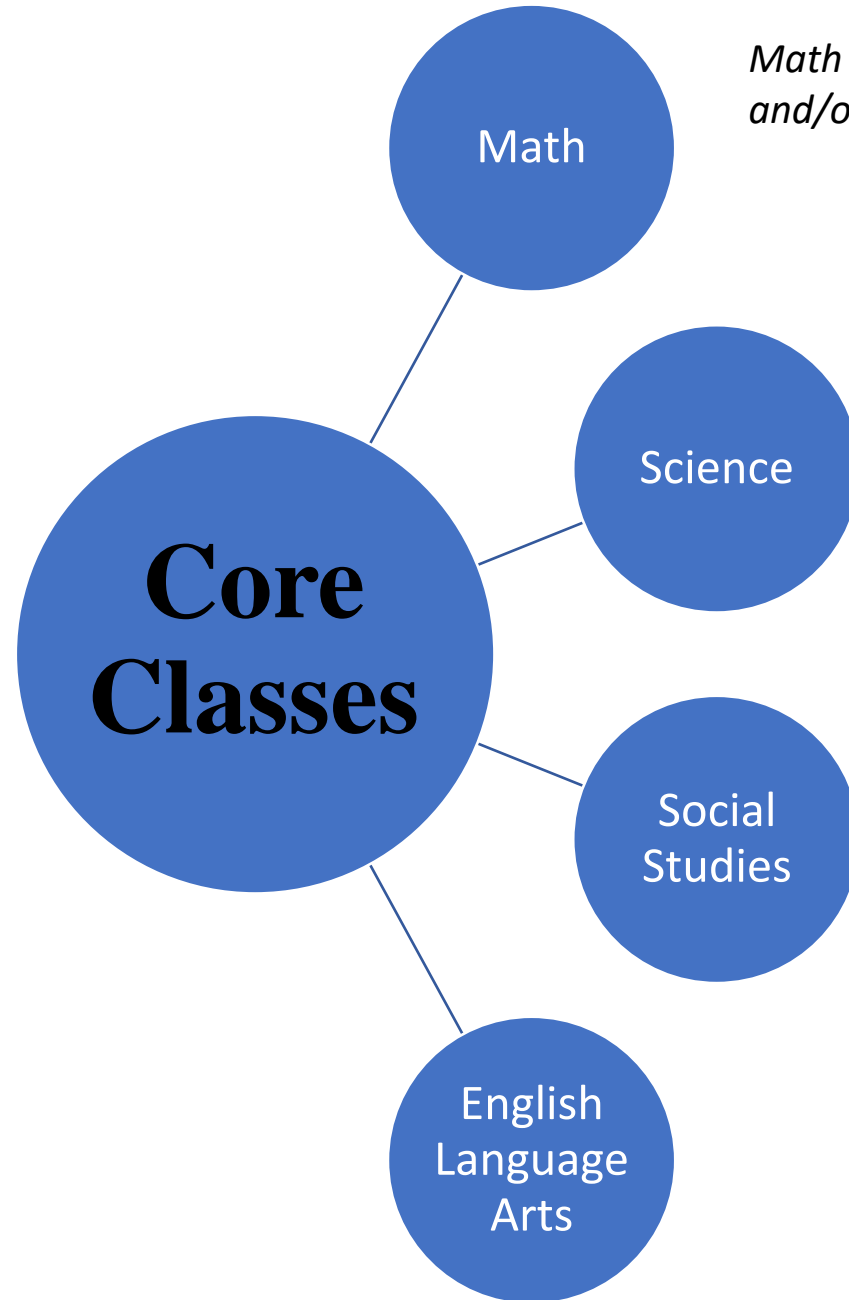 Math
and/o
Math
Science
Core
Classes
Social
Studies
English
Language
Arts